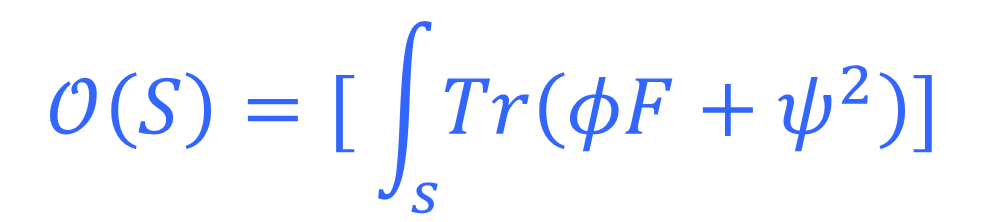 𝒪(S) = [ ∫_S Tr(ϕF + ψ²)]